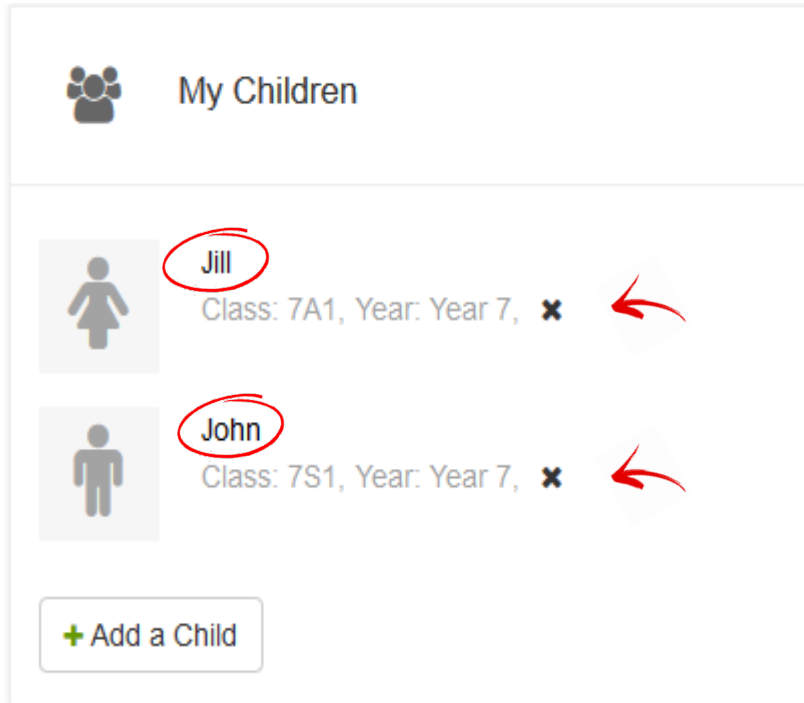 My Children
Jill
Class: 7A1, Year: Year 7,
John
Class: 7S1, Year: Year 7,
Add a Child